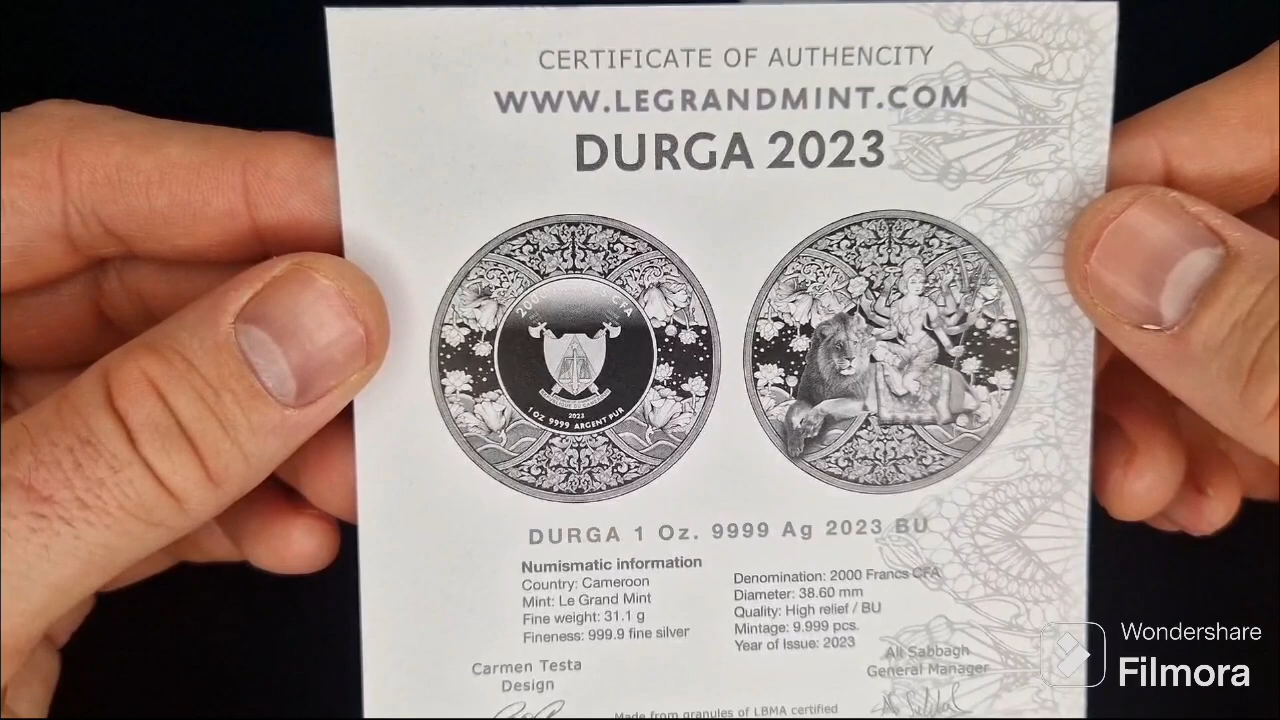 CERTIFICATE OF AUTHENCITY
WWW.LEGRANDMINT.COM
DURGA 2023
CFA
2023
1 OZ 9999 ARGENT PUR
DURGA 1 Oz. 9999 Ag 2023 BU
Numismatic information
Country: Cameroon
Mint: Le Grand Mint
Fine weight: 31.1 g
Fineness: 999.9 fine silver
Denomination: 2000 Francs CFA
Diameter: 38.60 mm
Quality: High relief / BU
Mintage: 9.999 pcs.
Year of Issue: 2023
Carmen Testa
Design
Ali Sabbagh
General Manager
Made from granules of LBMA certified
Wondershare
Filmora